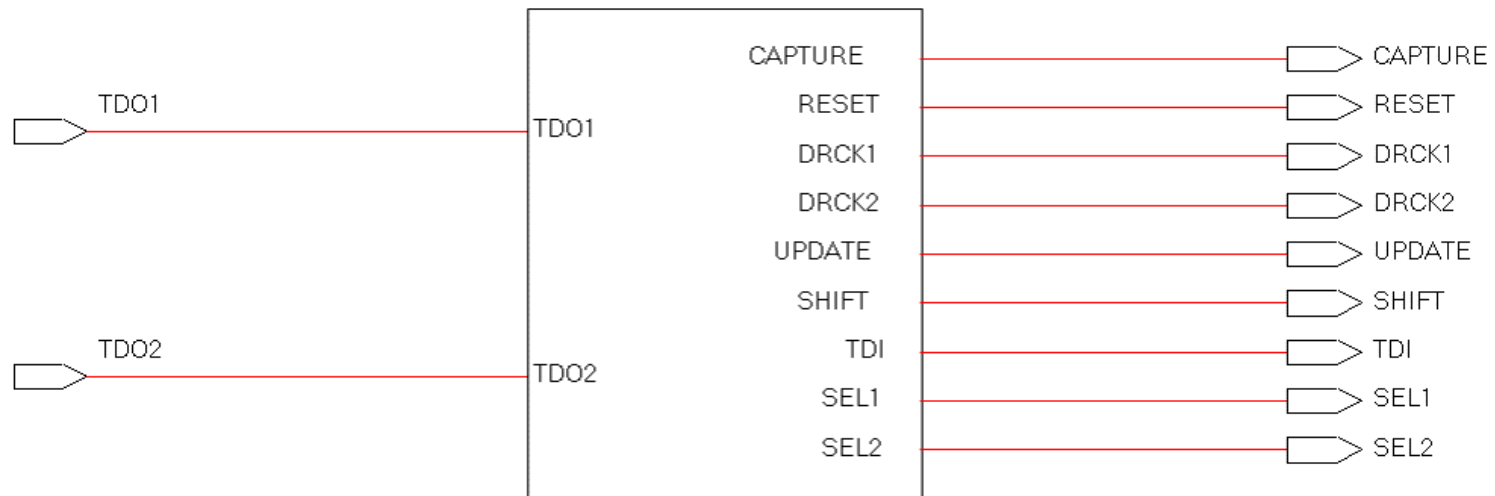 CAPTURE CAPTURE
TDO1 RESET RESET
TDO1 DRCK1 DRCK1
DRCK2 DRCK2
UPDATE UPDATE
SHIFT SHIFT
TDO2 TDI TDI
TDO2 SEL1 SEL1
SEL2 SEL2